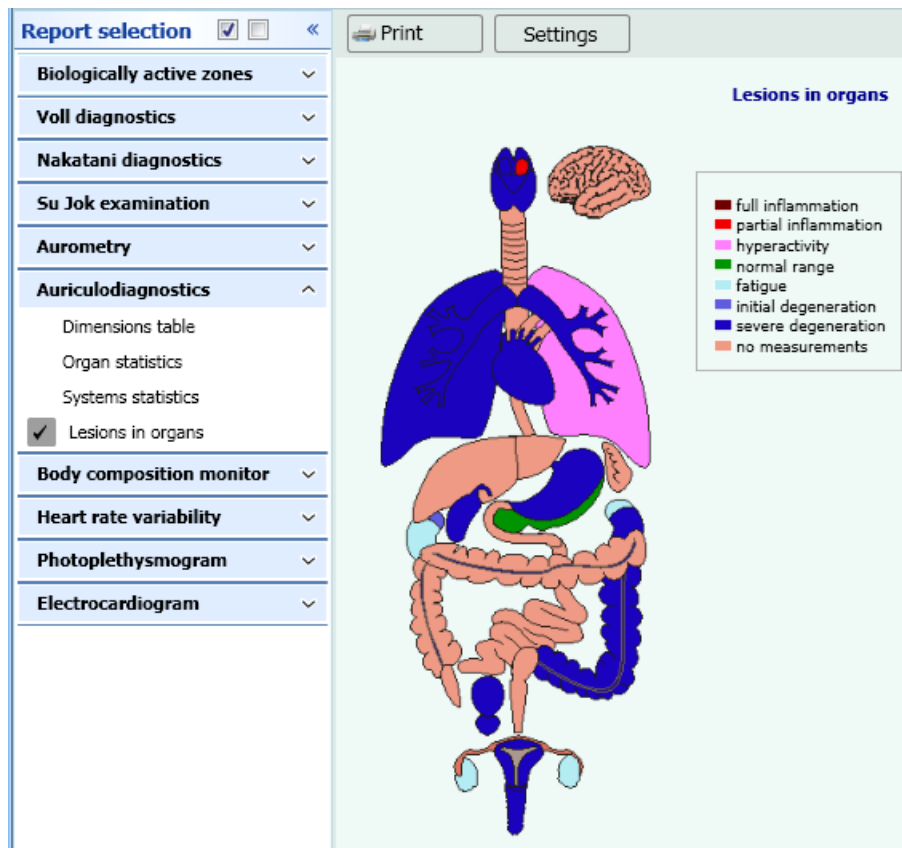 Report selection
Print
Settings
Biologically active zones
Voll diagnostics
Nakatani diagnostics
Su Jok examination
Aurometry
Auriculodiagnostics
Dimensions table
Organ statistics
Systems statistics
Lesions in organs
Body composition monitor
Heart rate variability
Photoplethysmogram
Electrocardiogram
Lesions in organs
full inflammation
partial inflammation
hyperactivity
normal range
fatigue
initial degeneration
severe degeneration
no measurements